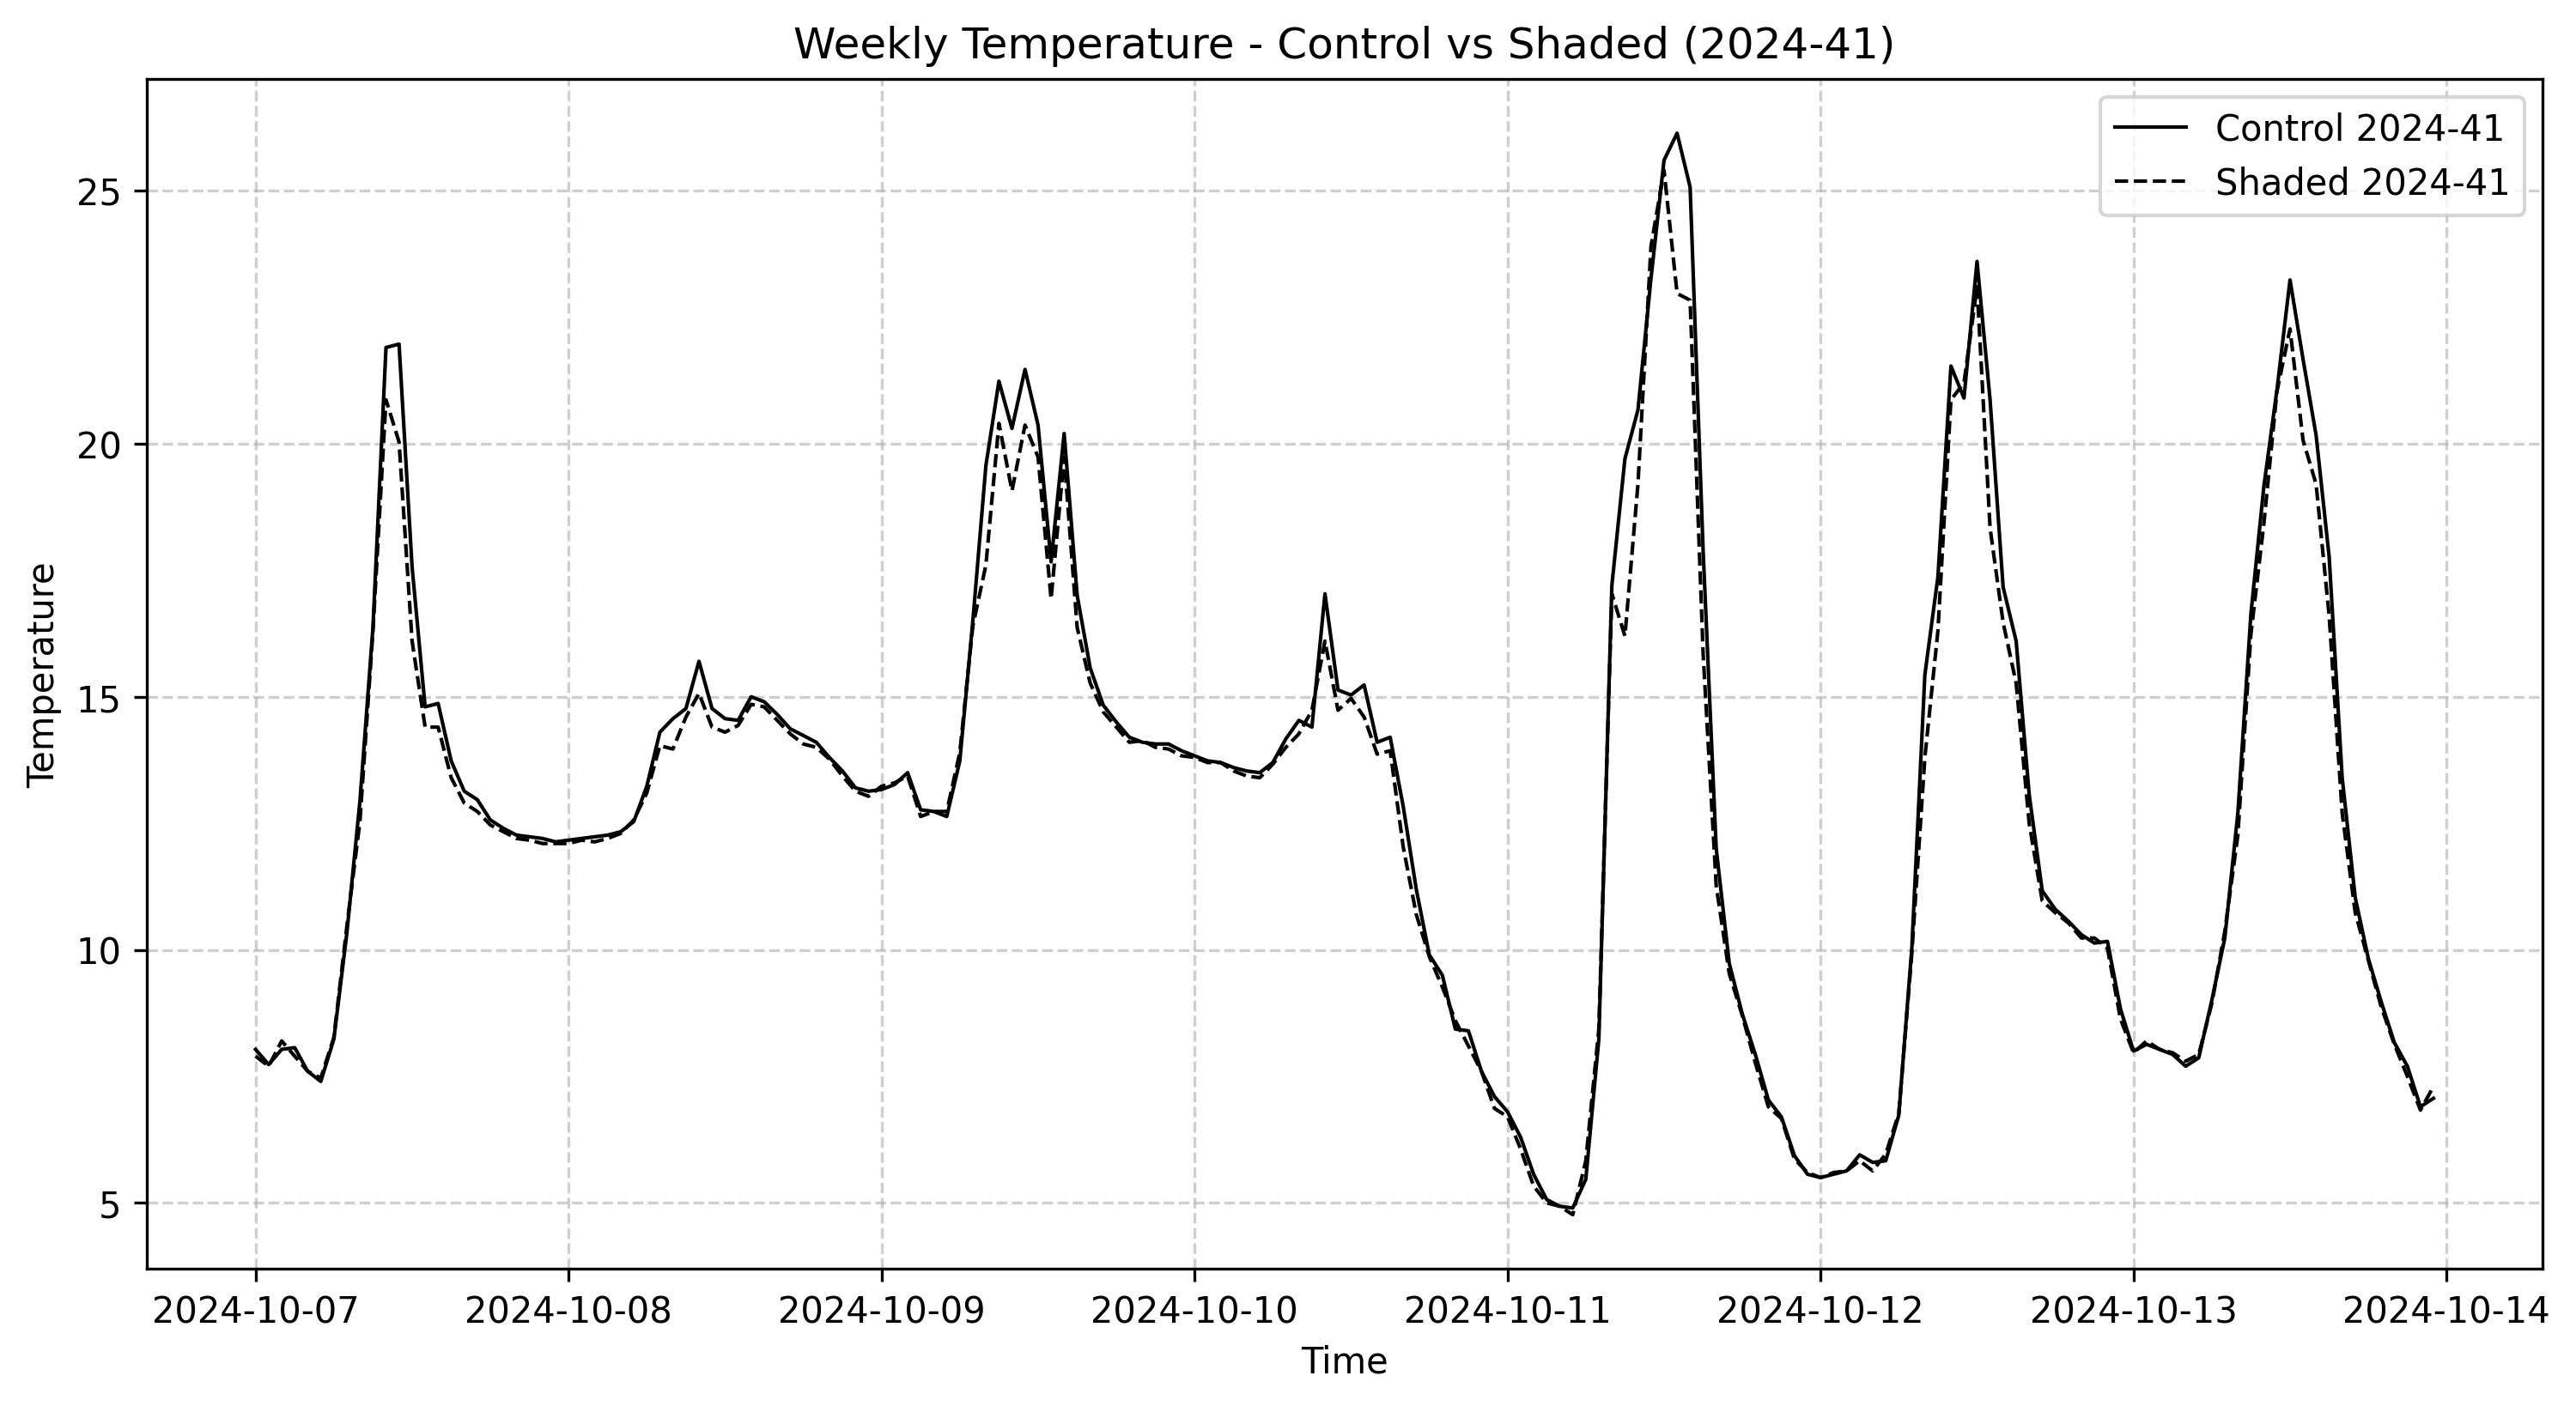 Weekly Temperature - Control vs Shaded (2024-41)
Control 2024-41
Shaded 2024-41
Temperature
25
20
15
10
5
2024-10-07
2024-10-08
2024-10-09
2024-10-10
2024-10-11
2024-10-12
2024-10-13
2024-10-14
Time